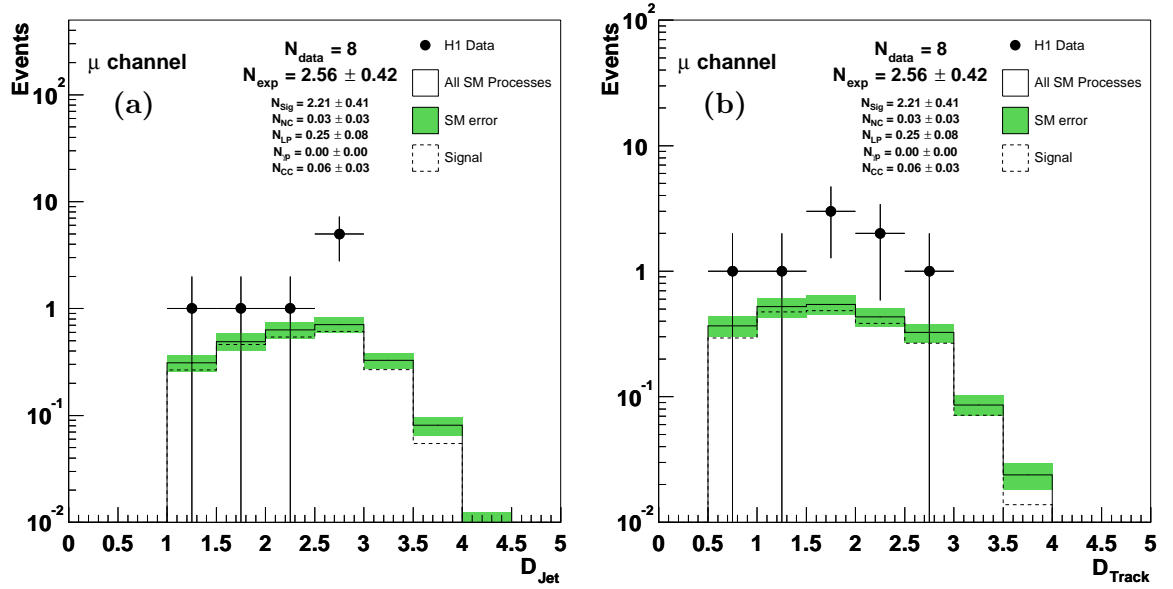 Events
μ channel
(a)
N_data = 8
N_exp = 2.56 ± 0.42
N_Sig = 2.21 ± 0.41
N_NC = 0.03 ± 0.03
N_LP = 0.25 ± 0.08
N_γp = 0.00 ± 0.00
N_CC = 0.06 ± 0.03
H1 Data
All SM Processes
SM error
Signal
10^2
10
1
10^-1
10^-2
0 0.5 1 1.5 2 2.5 3 3.5 4 4.5 5
D_Jet
Events
μ channel
(b)
N_data = 8
N_exp = 2.56 ± 0.42
N_Sig = 2.21 ± 0.41
N_NC = 0.03 ± 0.03
N_LP = 0.25 ± 0.08
N_γp = 0.00 ± 0.00
N_CC = 0.06 ± 0.03
H1 Data
All SM Processes
SM error
Signal
10^2
10
1
10^-1
10^-2
0 0.5 1 1.5 2 2.5 3 3.5 4 4.5 5
D_Track